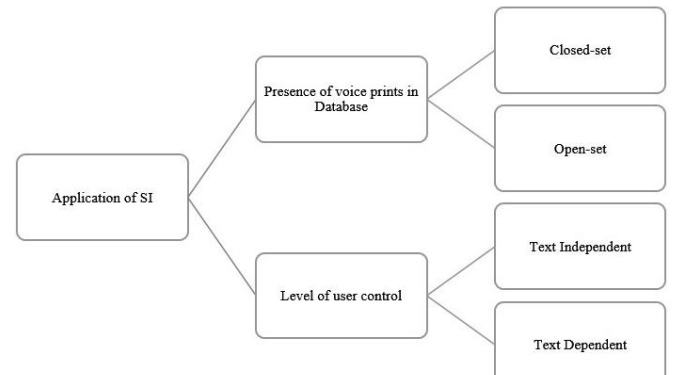 Application of SI
Presence of voice prints in
Database
Closed-set
Open-set
Level of user control
Text Independent
Text Dependent